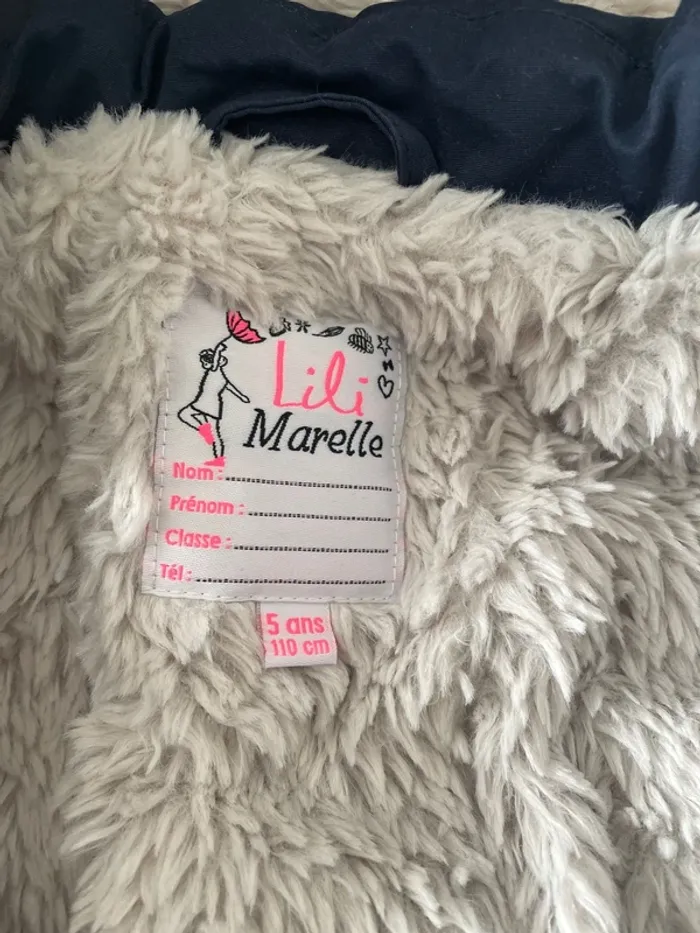 Lili
Marelle
Nom :
Prénom :
Classe :
Tél :
5 ans
110 cm